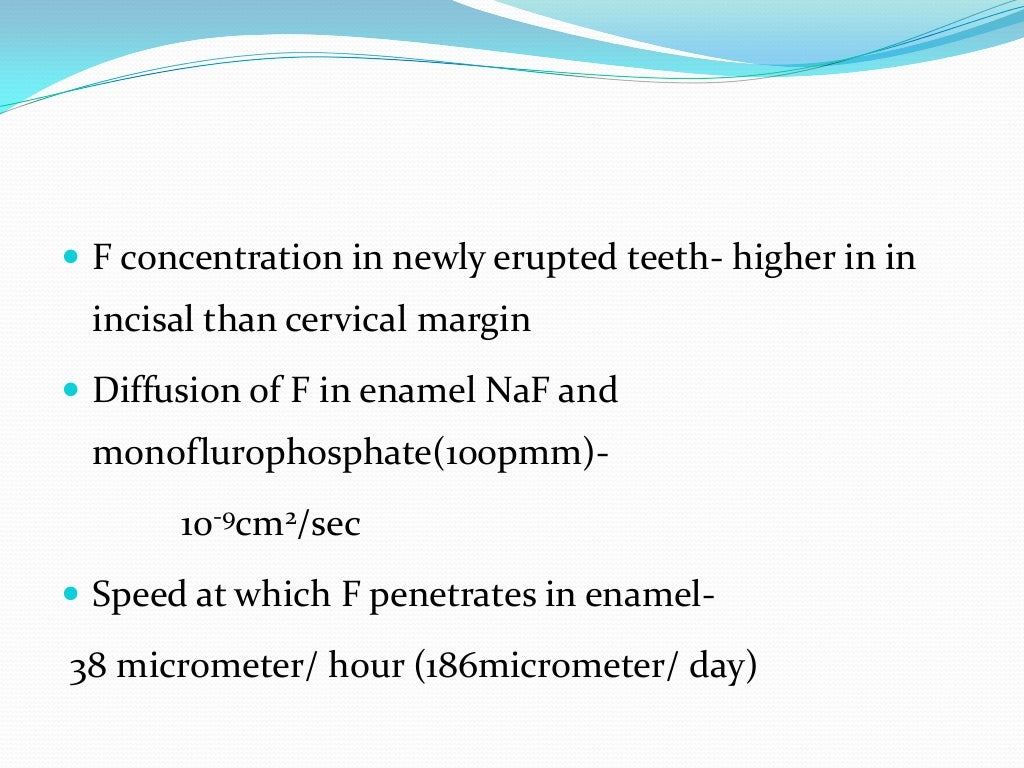 F concentration in newly erupted teeth- higher in in
incisal than cervical margin
Diffusion of F in enamel NaF and
monoflurophosphate(100pmm)-
10⁻⁹cm²/sec
Speed at which F penetrates in enamel-
38 micrometer/ hour (186micrometer/ day)